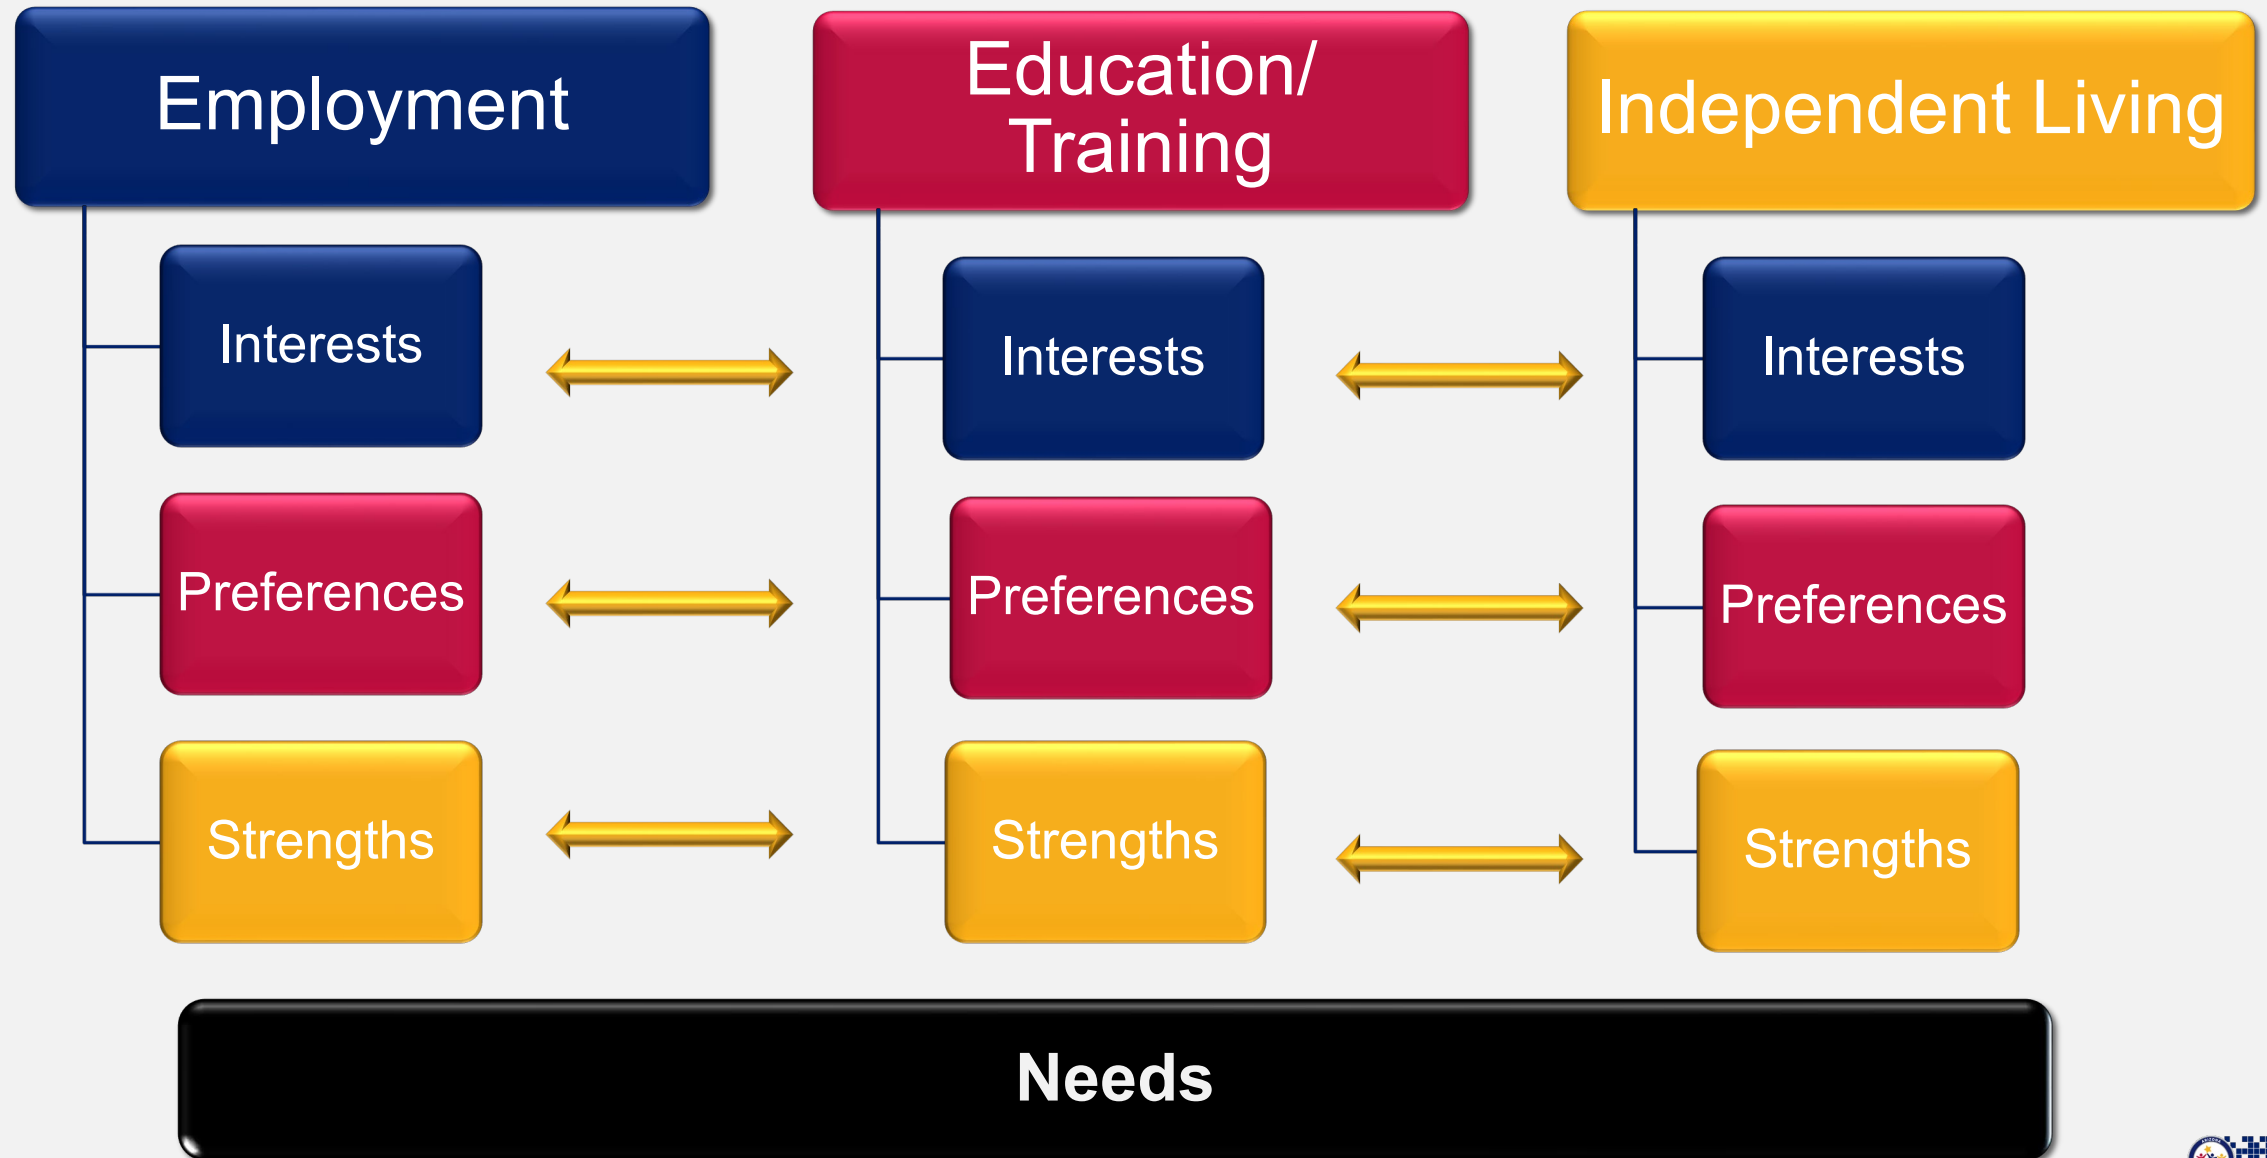 Employment
Education/
Training
Independent Living
Interests
Interests
Interests
Preferences
Preferences
Preferences
Strengths
Strengths
Strengths
Needs